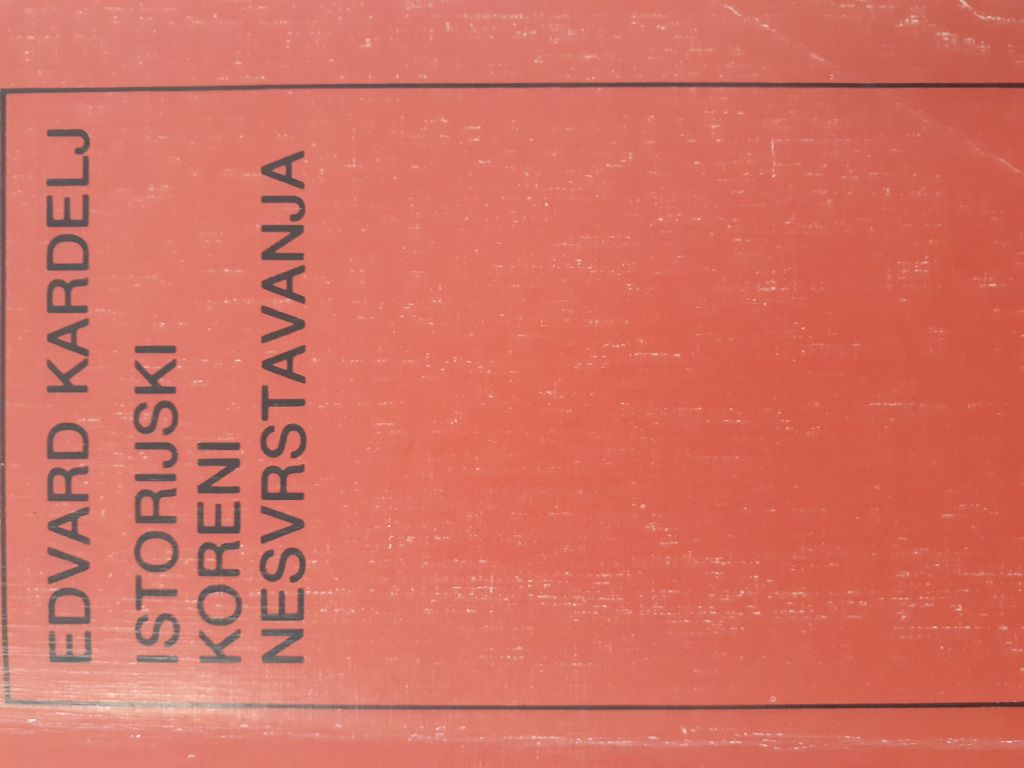 EDVARD KARDELJ
ISTORIJSKI
KORENI
NESVRSTAVANJA